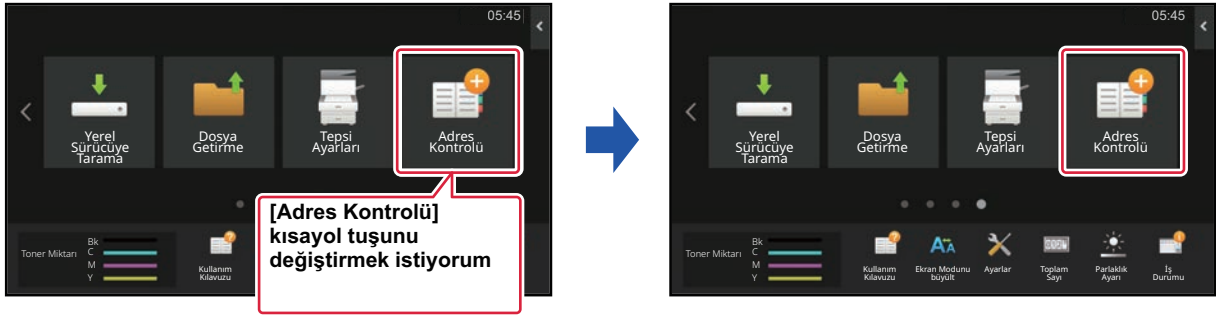 05:45
Yerel
Sürücüye
Tarama
Dosya
Getirme
Tepsi
Ayarları
Adres
Kontrolü
[Adres Kontrolü]
kısayol tuşunu
değiştirmek istiyorum
Toner Miktarı
Bk
C
M
Y
Kullanım
Kılavuzu
05:45
Yerel
Sürücüye
Tarama
Dosya
Getirme
Tepsi
Ayarları
Adres
Kontrolü
Toner Miktarı
Bk
C
M
Y
Kullanım
Kılavuzu
Ekran Modunu
büyült
Ayarlar
Toplam
Sayı
Parlaklık
Ayarı
İş
Durumu